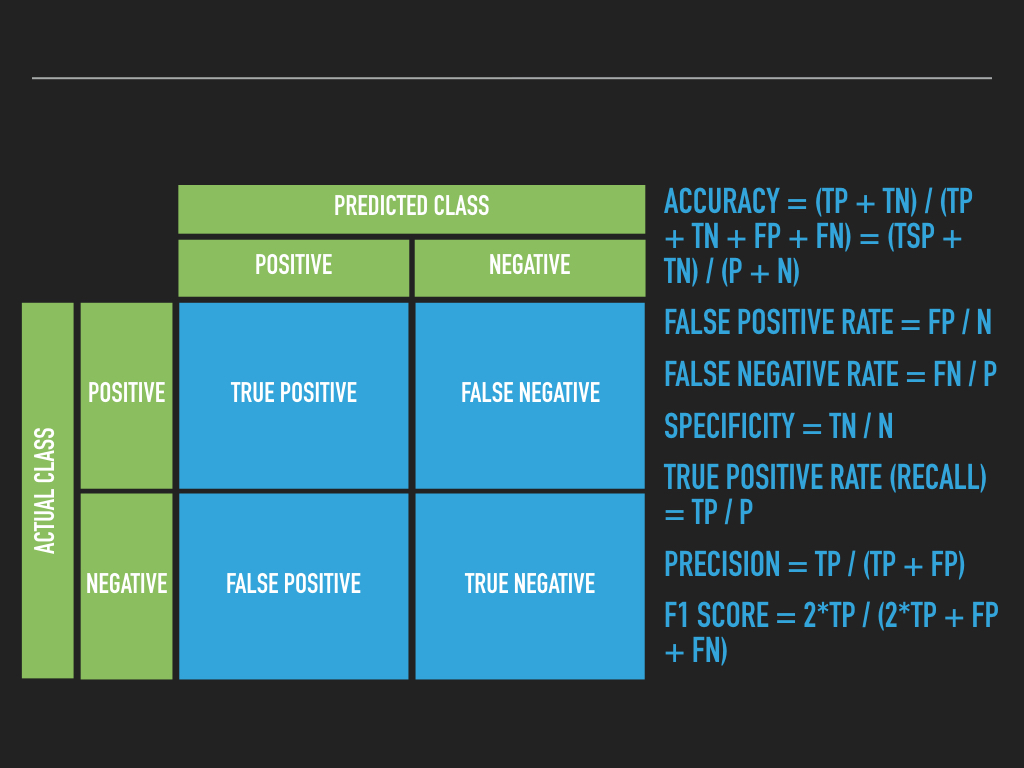 PREDICTED CLASS
POSITIVE
NEGATIVE
ACTUAL CLASS
POSITIVE
TRUE POSITIVE
FALSE NEGATIVE
NEGATIVE
FALSE POSITIVE
TRUE NEGATIVE
ACCURACY = (TP + TN) / (TP
+ TN + FP + FN) = (TSP +
TN) / (P + N)
FALSE POSITIVE RATE = FP / N
FALSE NEGATIVE RATE = FN / P
SPECIFICITY = TN / N
TRUE POSITIVE RATE (RECALL)
= TP / P
PRECISION = TP / (TP + FP)
F1 SCORE = 2*TP / (2*TP + FP
+ FN)